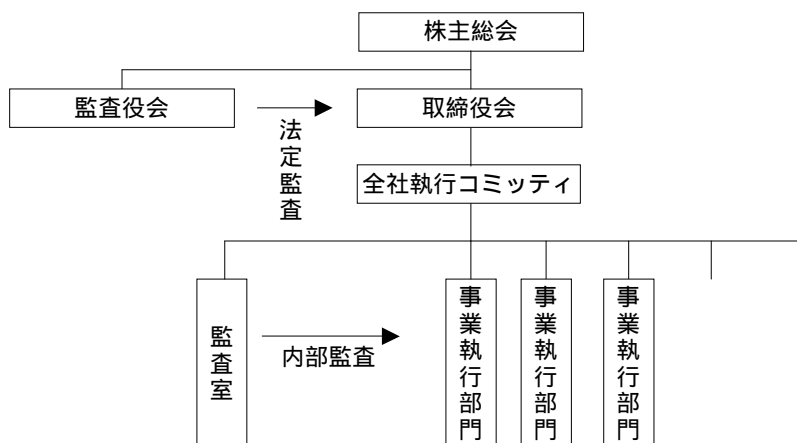 株主総会
監査役会
取締役会
法定監査
全社執行コミッティ
監査室
内部監査
事業執行部門
事業執行部門
事業執行部門